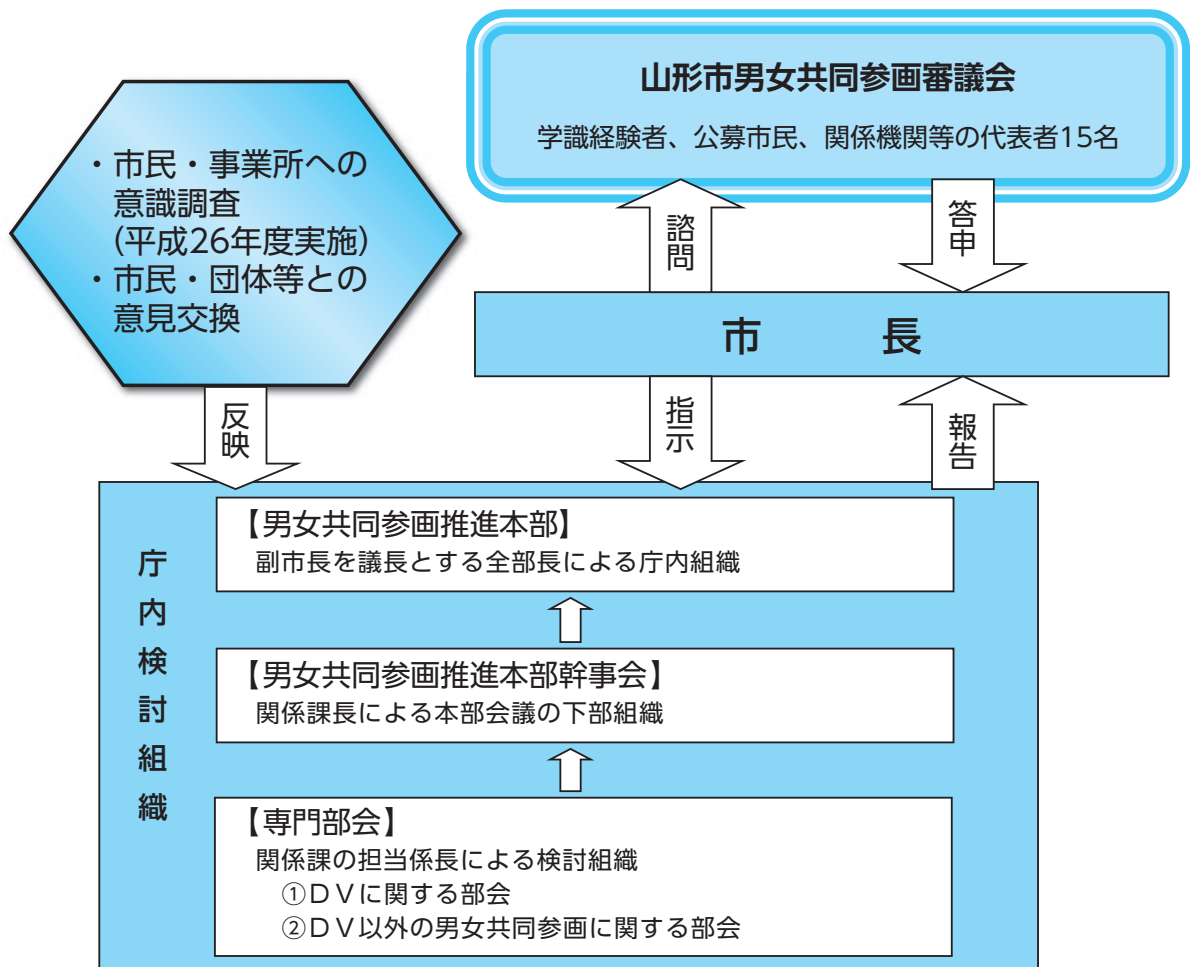 山形市男女共同参画審議会
学識経験者、公募市民、関係機関等の代表者15名
・市民・事業所への
意識調査
(平成26年度実施)
・市民・団体等との
意見交換
諮問
答申
市長
反映
指示
報告
庁内検討組織
【男女共同参画推進本部】
副市長を議長とする全部長による庁内組織
【男女共同参画推進本部幹事会】
関係課長による本部会議の下部組織
【専門部会】
関係課の担当係長による検討組織
①ＤＶに関する部会
②ＤＶ以外の男女共同参画に関する部会